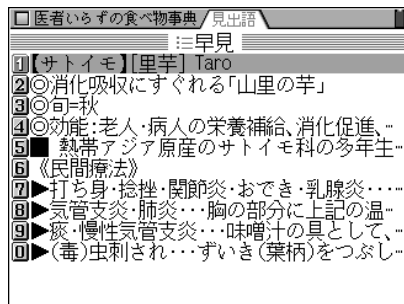 医者いらずの食べ物事典 見出語
早見
1【サトイモ】[里芋] Taro
2◎消化吸収にすぐれる「山里の芋」
3◎旬=秋
4◎効能:老人・病人の栄養補給、消化促進、…
5■ 熱帯アジア原産のサトイモ科の多年生…
6《民間療法》
7▶打ち身・捻挫・関節炎・おでき・乳腺炎・・・…
8▶気管支炎・肺炎・・・胸の部分に上記の温…
9▶痰・慢性気管支炎・・・味噌汁の具として、…
0▶(毒)虫刺され・・・ずいき(葉柄)をつぶし…